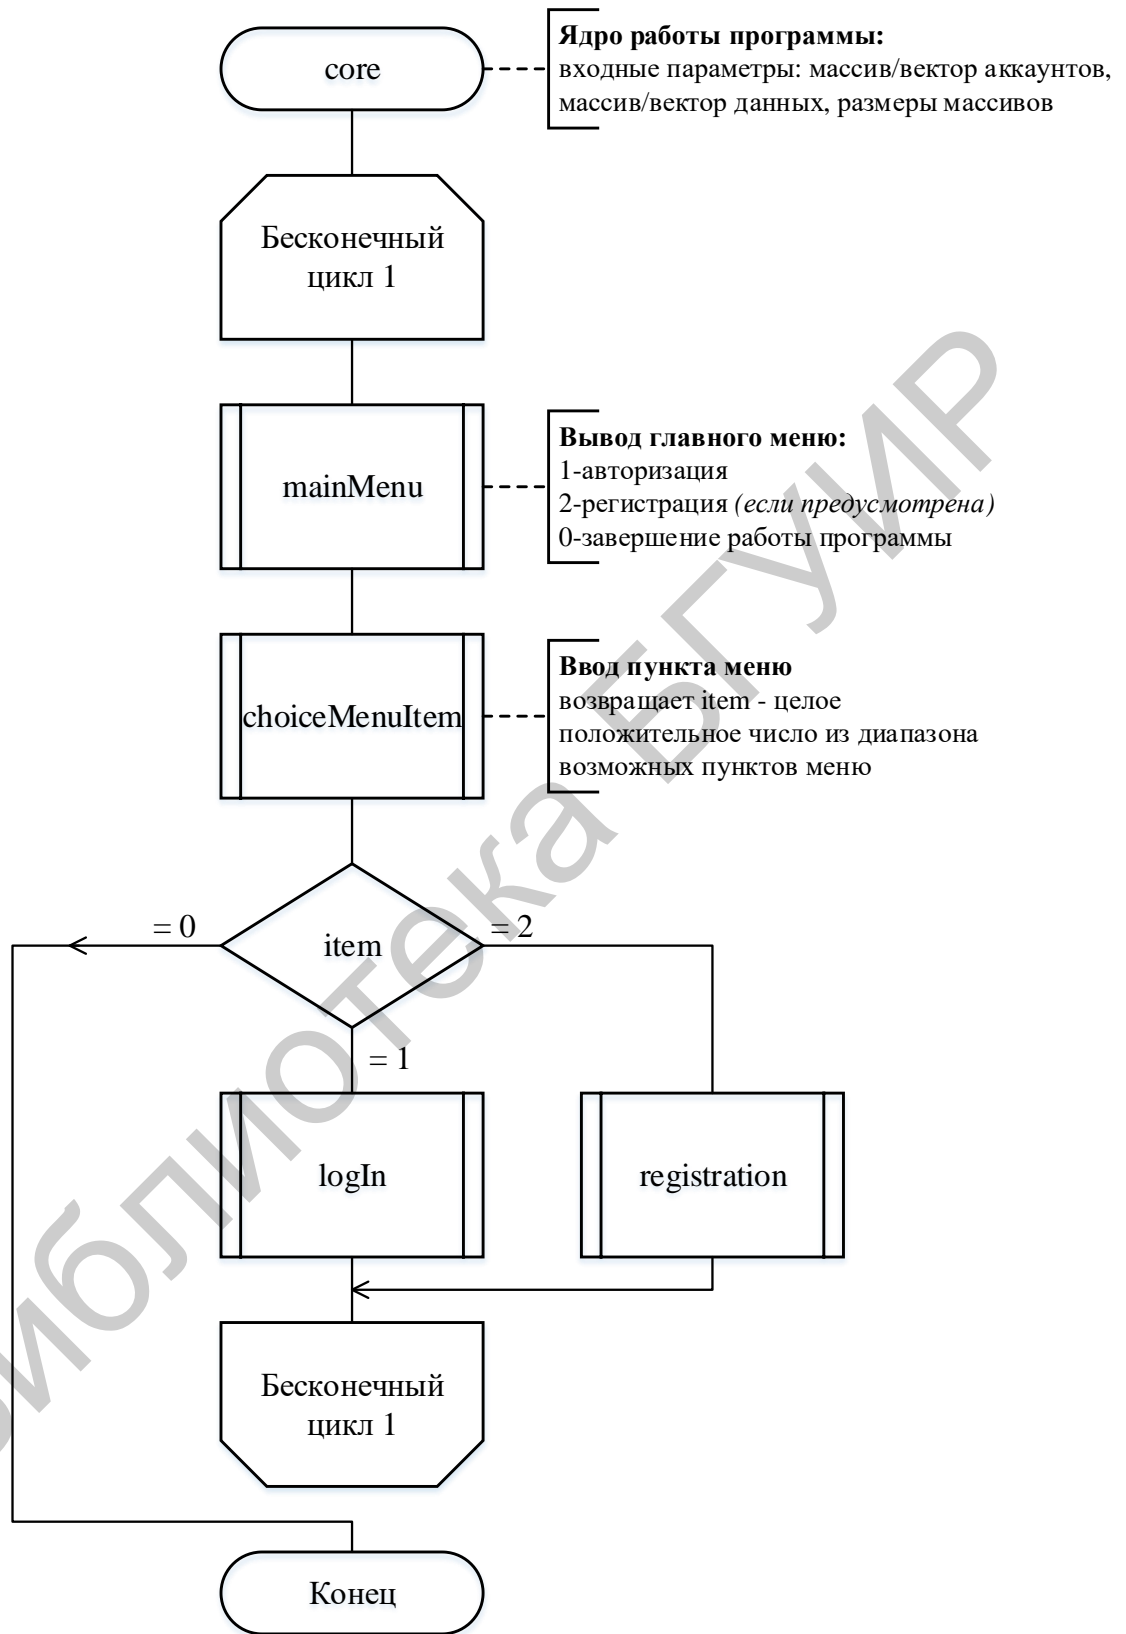 core
Ядро работы программы:
входные параметры: массив/вектор аккаунтов,
массив/вектор данных, размеры массивов
Бесконечный
цикл 1
mainMenu
Вывод главного меню:
1-авторизация
2-регистрация (если предусмотрена)
0-завершение работы программы
choiceMenuItem
Ввод пункта меню
возвращает item - целое
положительное число из диапазона
возможных пунктов меню
= 0
item
= 2
= 1
logIn
registration
Бесконечный
цикл 1
Конец
иблиотека БГУИР